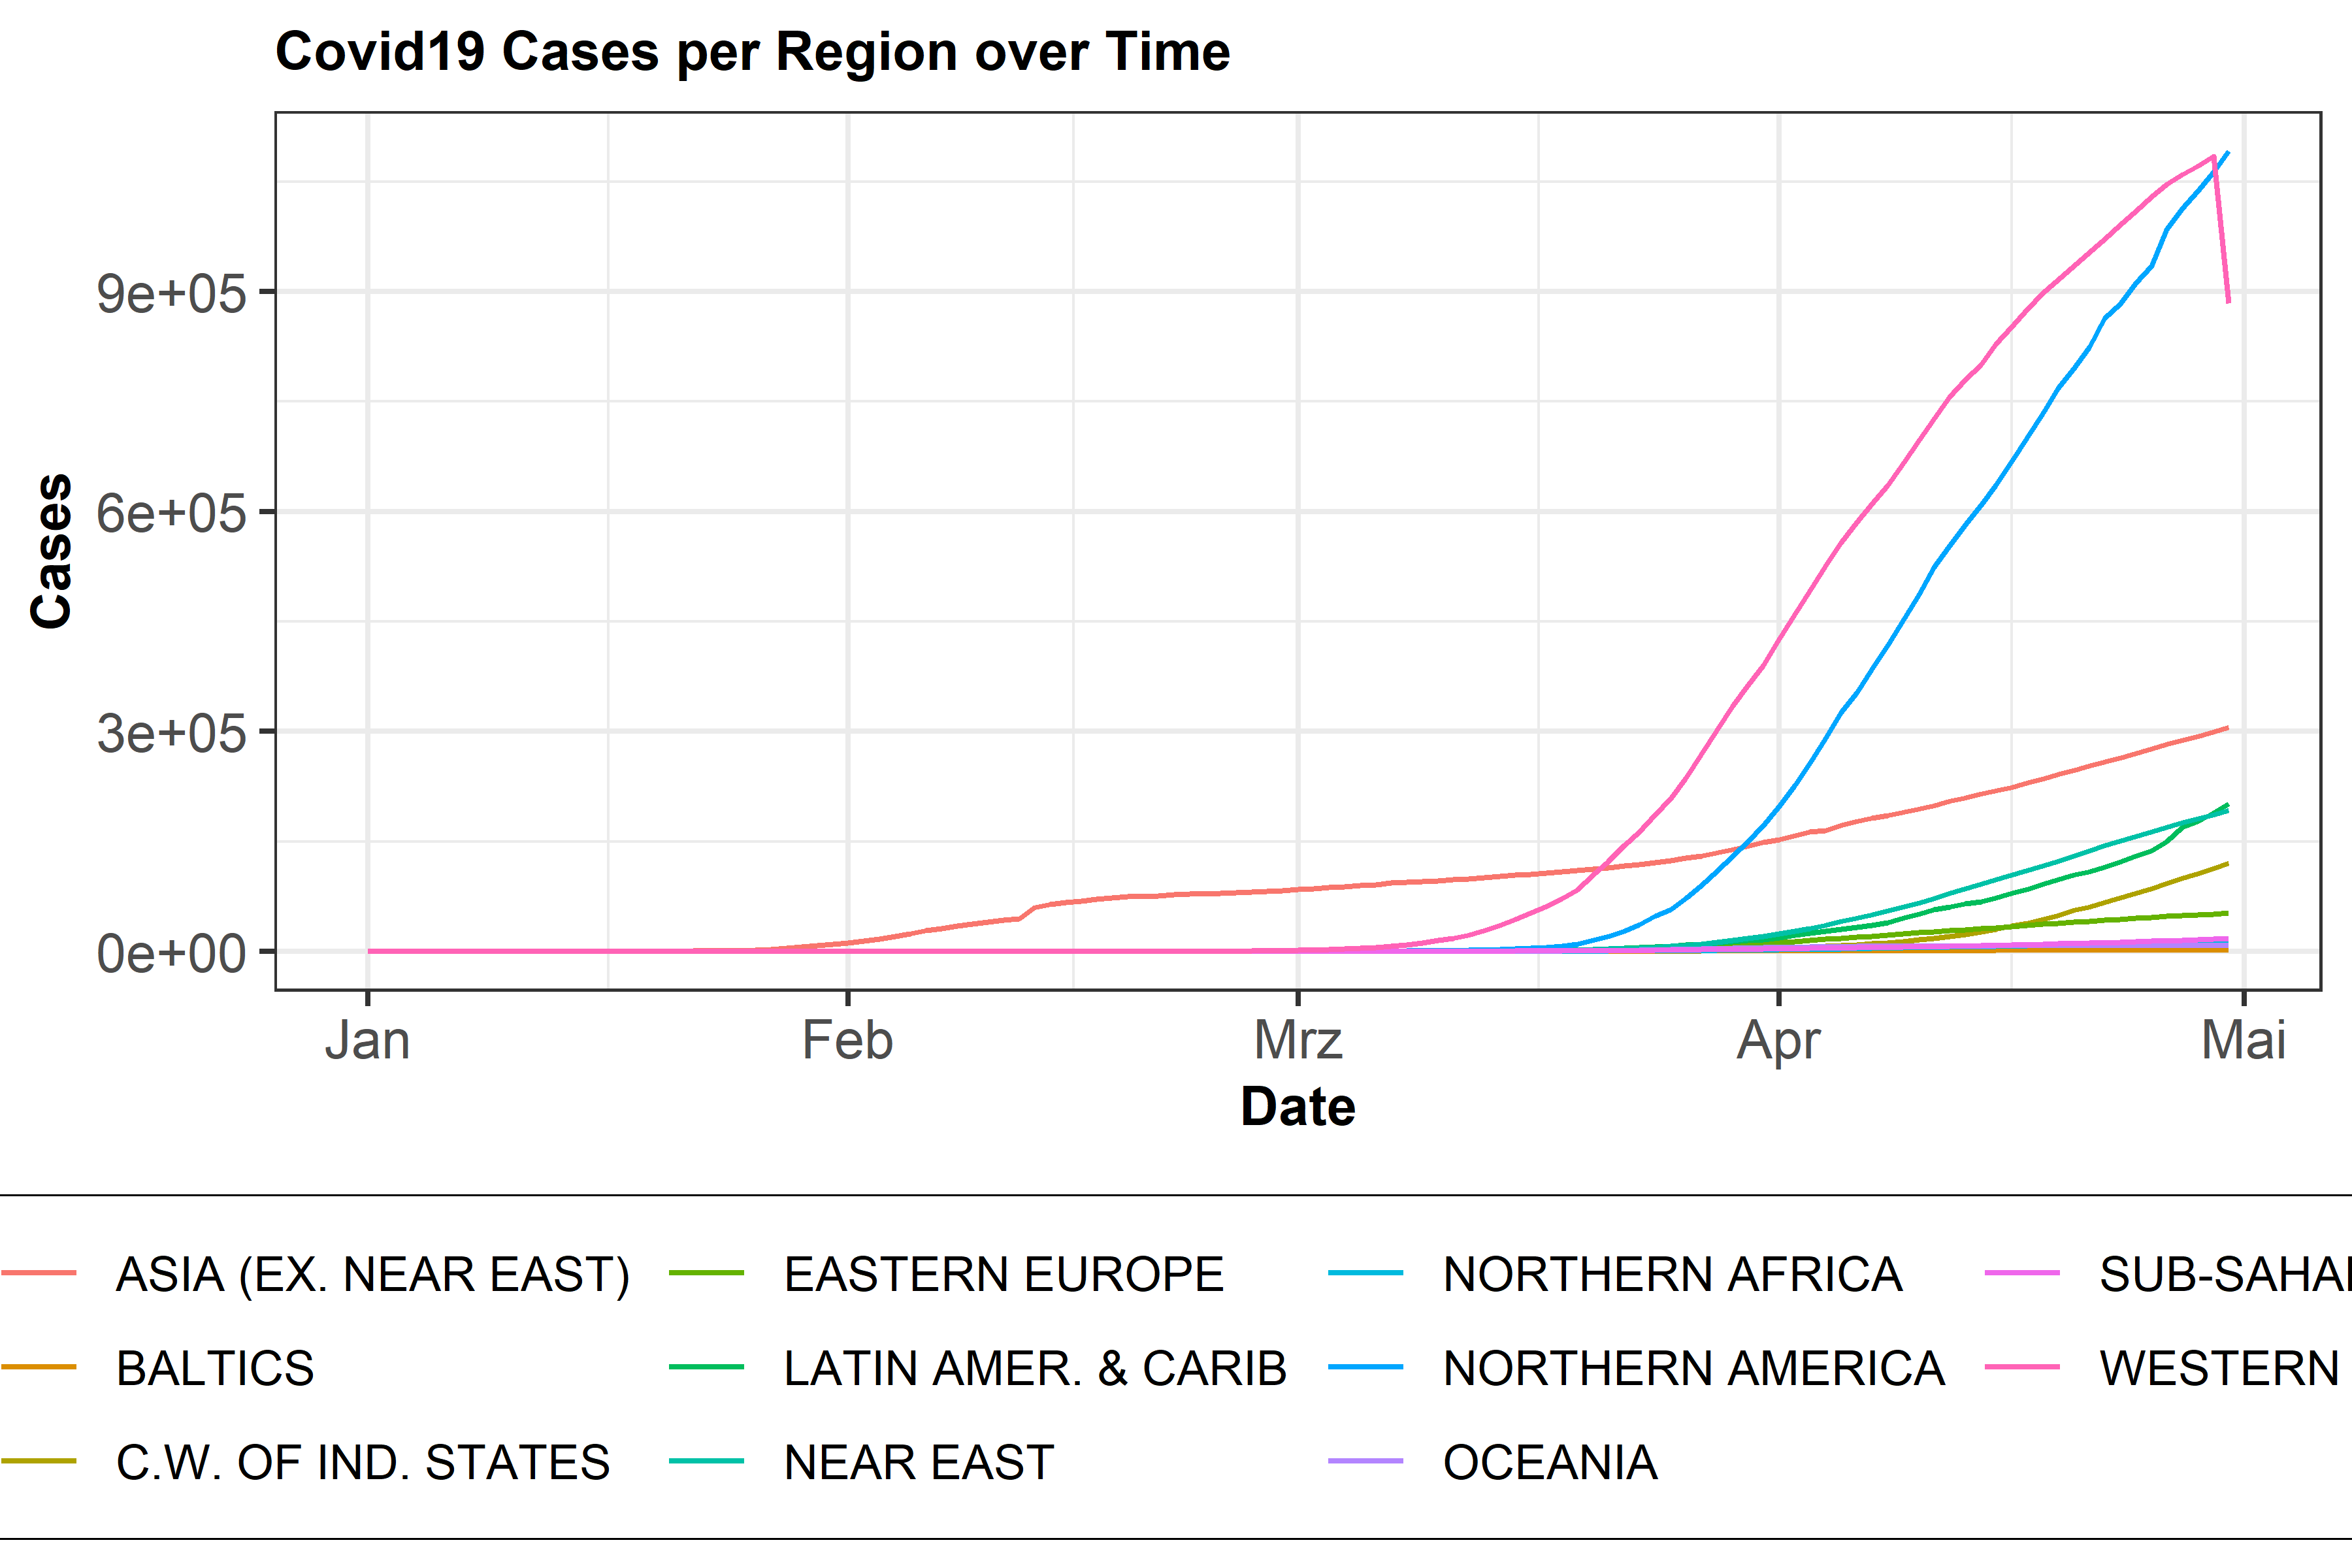 Covid19 Cases per Region over Time
Cases
9e+05
6e+05
3e+05
0e+00
Jan Feb Mrz Apr Mai
Date
ASIA (EX. NEAR EAST) EASTERN EUROPE NORTHERN AFRICA
BALTICS LATIN AMER. & CARIB NORTHERN AMERICA WESTERN
C.W. OF IND. STATES NEAR EAST OCEANIA